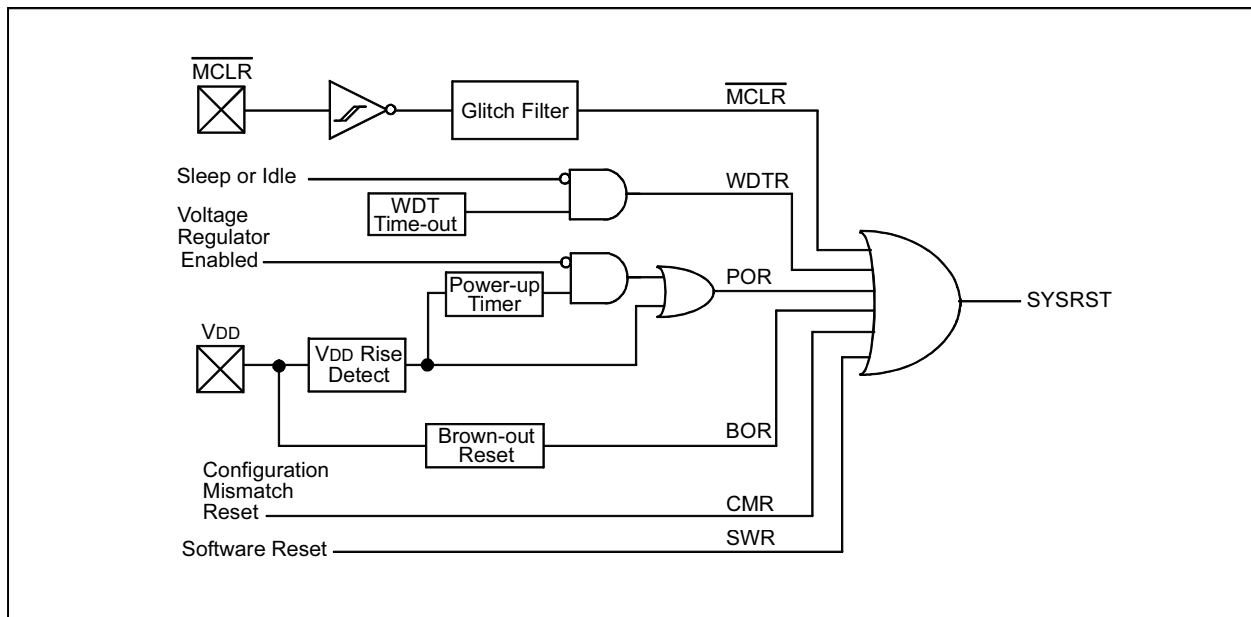 MCLR
Glitch Filter
MCLR
Sleep or Idle
WDTR
WDT
Time-out
Voltage
Regulator
Enabled
Power-up
Timer
POR
SYSRST
VDD
VDD Rise
Detect
Brown-out
Reset
BOR
Configuration
Mismatch
Reset
CMR
Software Reset
SWR